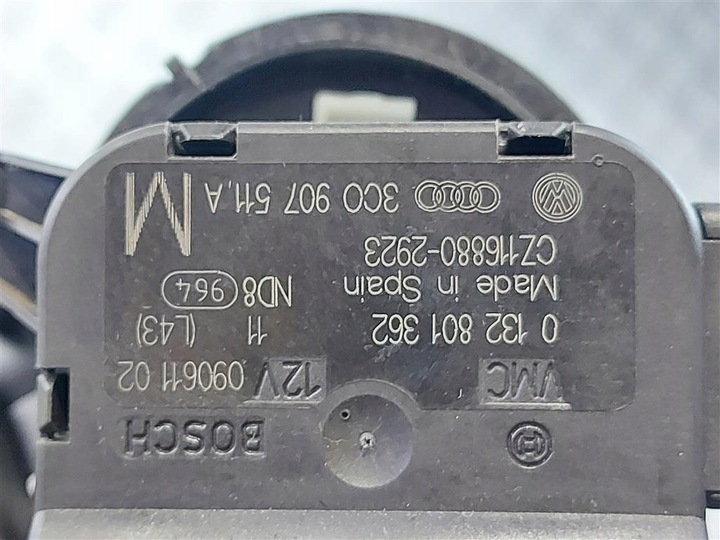 BOSCH
VMC 12V 090611 02
0 132 801 362 11 (L43)
Made in Spain ND8 964
CZ116880-2923
3C0 907 511.A M